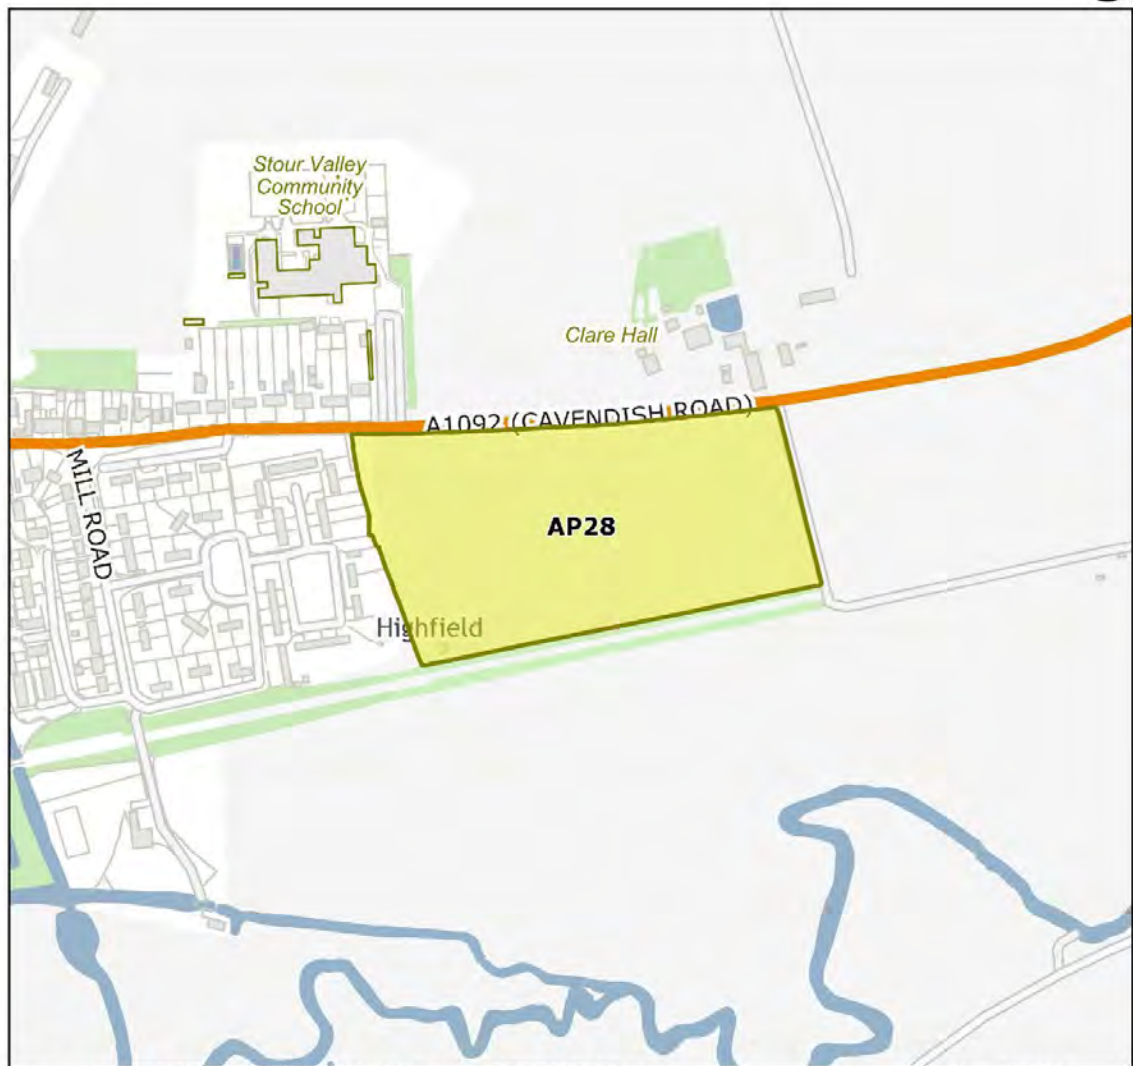 Stour Valley
Community
School
Clare Hall
A1092 (CAVENDISH ROAD)
MILL ROAD
AP28
Highfield